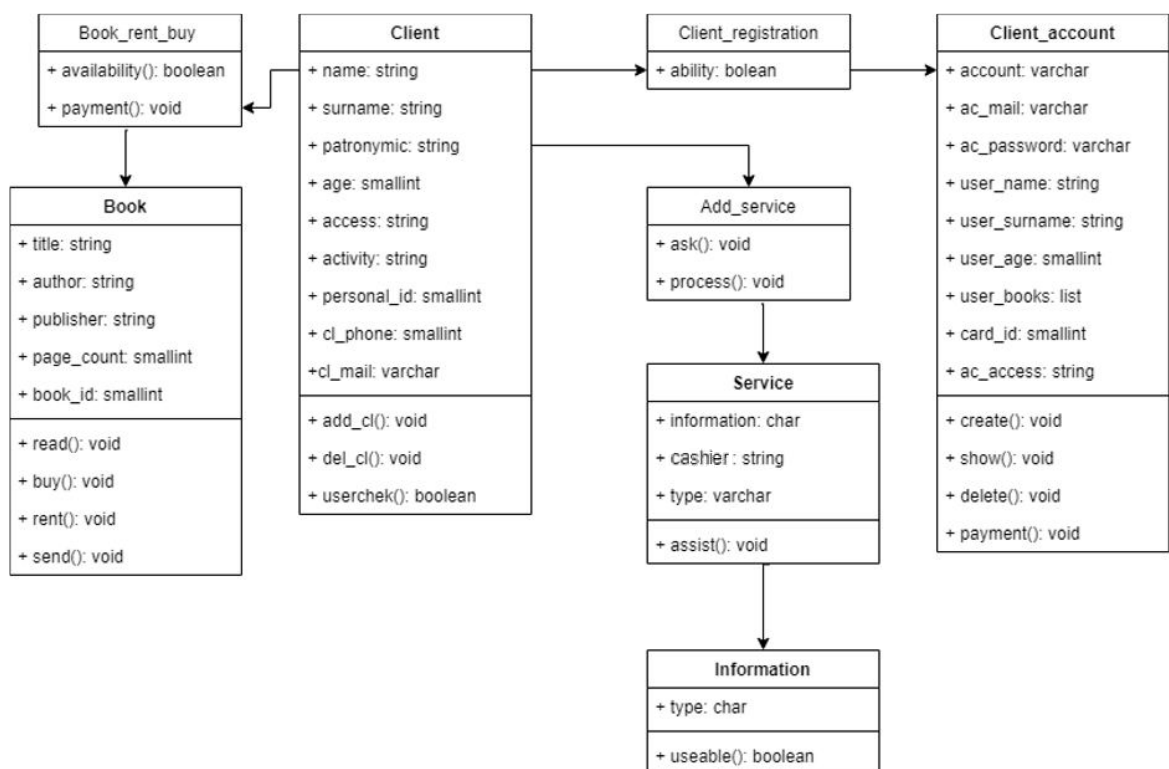 Book_rent_buy
+ availability(): boolean
+ payment(): void
Book
+ title: string
+ author: string
+ publisher: string
+ page_count: smallint
+ book_id: smallint
+ read(): void
+ buy(): void
+ rent(): void
+ send(): void
Client
+ name: string
+ surname: string
+ patronymic: string
+ age: smallint
+ access: string
+ activity: string
+ personal_id: smallint
+ cl_phone: smallint
+cl_mail: varchar
+ add_cl(): void
+ del_cl(): void
+ userchek(): boolean
Client_registration
+ ability: bolean
Add_service
+ ask(): void
+ process(): void
Service
+ information: char
+ cashier : string
+ type: varchar
+ assist(): void
Information
+ type: char
+ useable(): boolean
Client_account
+ account: varchar
+ ac_mail: varchar
+ ac_password: varchar
+ user_name: string
+ user_surname: string
+ user_age: smallint
+ user_books: list
+ card_id: smallint
+ ac_access: string
+ create(): void
+ show(): void
+ delete(): void
+ payment(): void